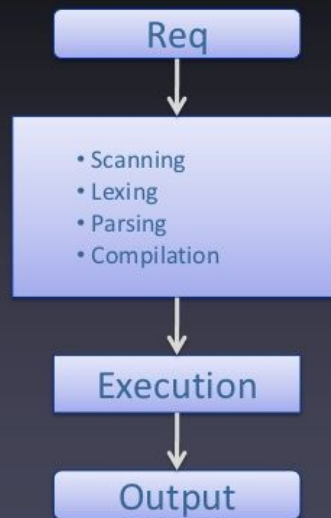 Req
• Scanning
• Lexing
• Parsing
• Compilation
Execution
Output